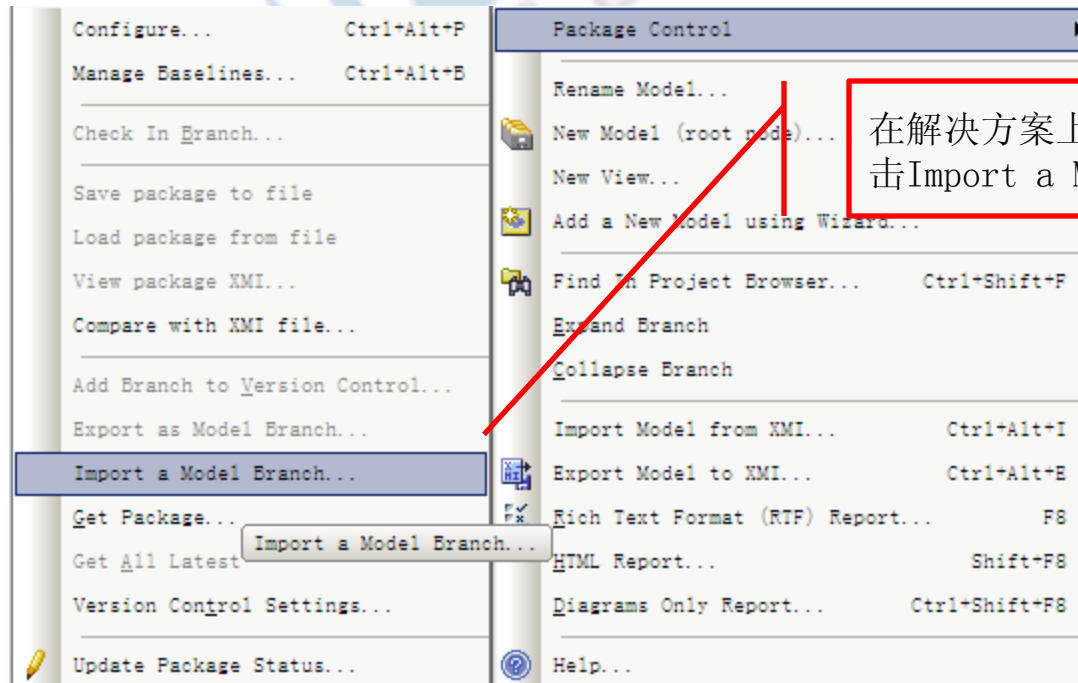 Configure... Ctrl+Alt+P
Manage Baselines... Ctrl+Alt+B
Check In Branch...
Save package to file
Load package from file
View package XMI...
Compare with XMI file...
Add Branch to Version Control...
Export as Model Branch...
Import a Model Branch...
Get Package...
Import a Model Branch...
Get All Latest
Version Control Settings...
Update Package Status...
Package Control
Rename Model...
New Model (root node)...
New View...
Add a New Model using Wizard...
Find In Project Browser... Ctrl+Shift+F
Expand Branch
Collapse Branch
Import Model from XMI... Ctrl+Alt+I
Export Model to XMI... Ctrl+Alt+E
Rich Text Format (RTF) Report... F8
HTML Report... Shift+F8
Diagrams Only Report... Ctrl+Shift+F8
Help...
在解决方案上
击Import a M